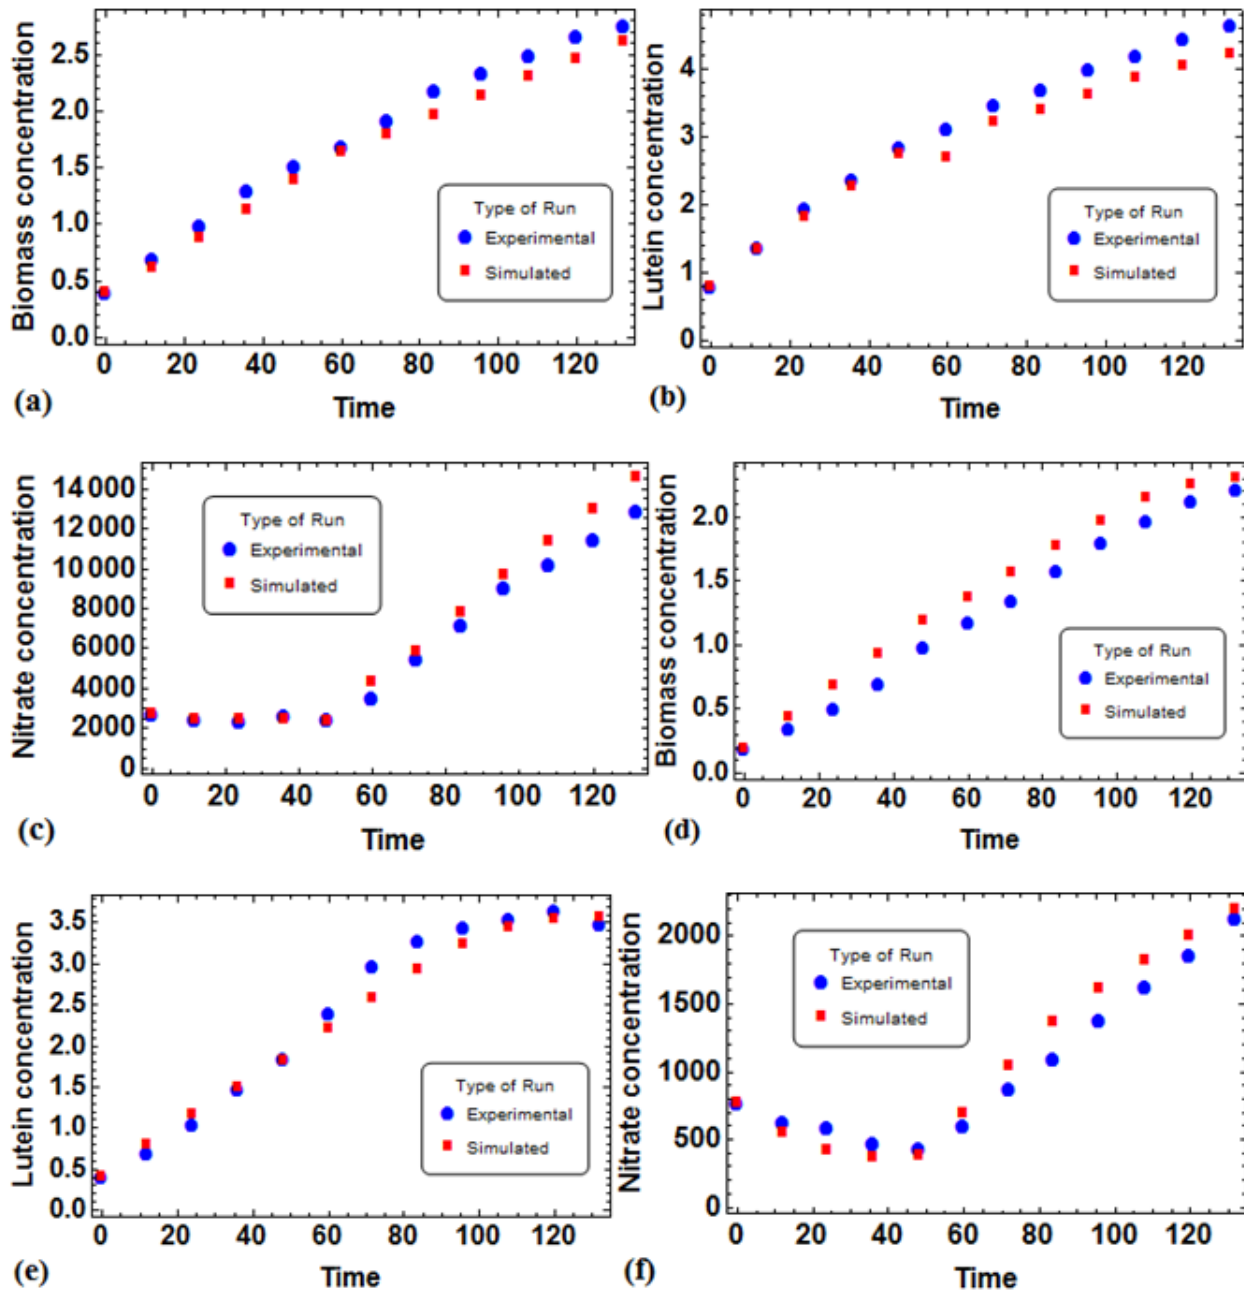 Biomass concentration
2.5
2.0
1.5
1.0
0.5
0.0
0 20 40 60 80 100 120
Time
(a)
Type of Run
Experimental
Simulated
Lutein concentration
4
3
2
1
0
0 20 40 60 80 100 120
Time
(b)
Type of Run
Experimental
Simulated
Nitrate concentration
14 000
12 000
10 000
8000
6000
4000
2000
0
0 20 40 60 80 100 120
Time
(c)
Type of Run
Experimental
Simulated
Biomass concentration
2.0
1.5
1.0
0.5
0.0
0 20 40 60 80 100 120
Time
(d)
Type of Run
Experimental
Simulated
Lutein concentration
3.5
3.0
2.5
2.0
1.5
1.0
0.5
0.0
0 20 40 60 80 100 120
Time
(e)
Type of Run
Experimental
Simulated
Nitrate concentration
2000
1500
1000
500
0
0 20 40 60 80 100 120
Time
(f)
Type of Run
Experimental
Simulated